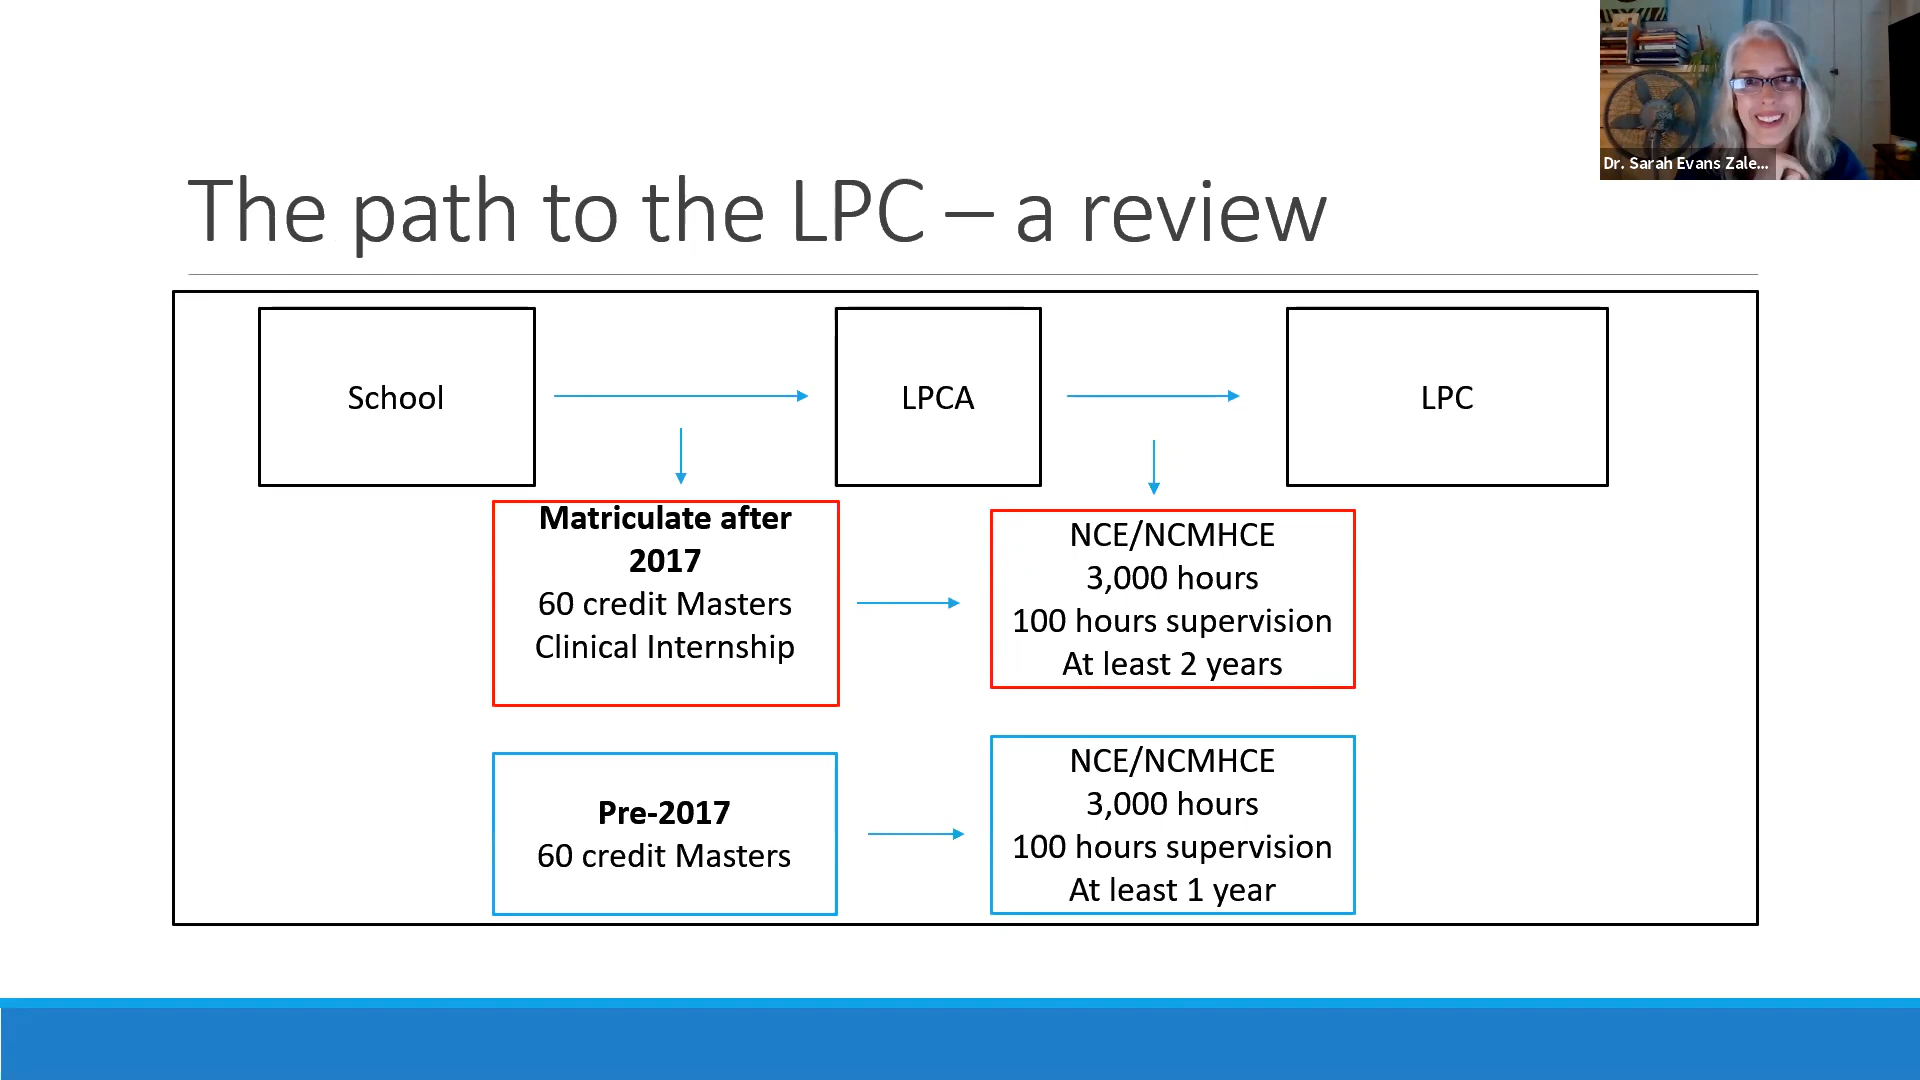 Dr. Sarah Evans Zale...
The path to the LPC – a review
School
LPCA
LPC
Matriculate after
2017
60 credit Masters
Clinical Internship
NCE/NCMHCE
3,000 hours
100 hours supervision
At least 2 years
Pre-2017
60 credit Masters
NCE/NCMHCE
3,000 hours
100 hours supervision
At least 1 year